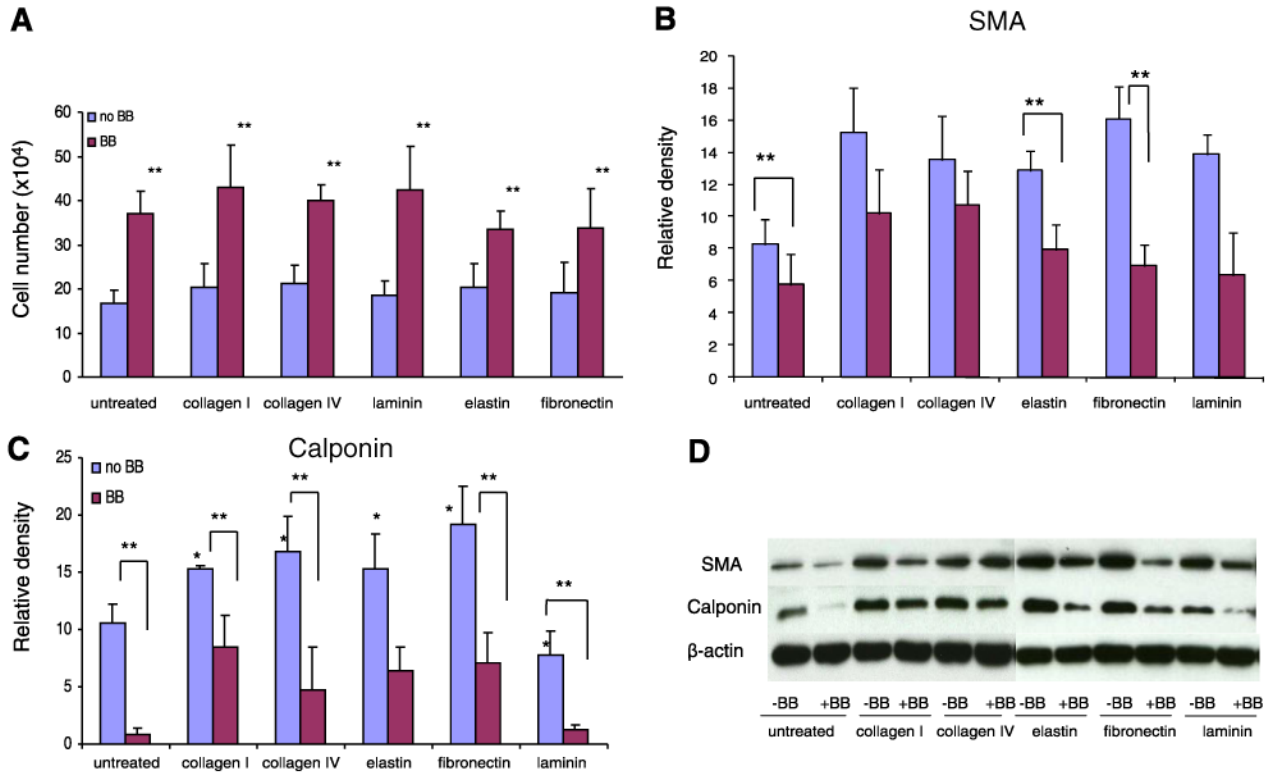 A
Cell number (x10⁴)
60
50
40
30
20
10
0
no BB
BB
**
**
**
**
**
**
untreated collagen I collagen IV laminin elastin fibronectin
B
SMA
Relative density
20
18
16
14
12
10
8
6
4
2
0
**
**
**
untreated collagen I collagen IV elastin fibronectin laminin
C
Calponin
Relative density
25
20
15
10
5
0
no BB
BB
**
*
**
*
**
*
*
**
*
**
untreated collagen I collagen IV elastin fibronectin laminin
D
SMA
Calponin
β-actin
-BB +BB -BB +BB -BB +BB -BB +BB -BB +BB -BB +BB
untreated collagen I collagen IV elastin fibronectin laminin